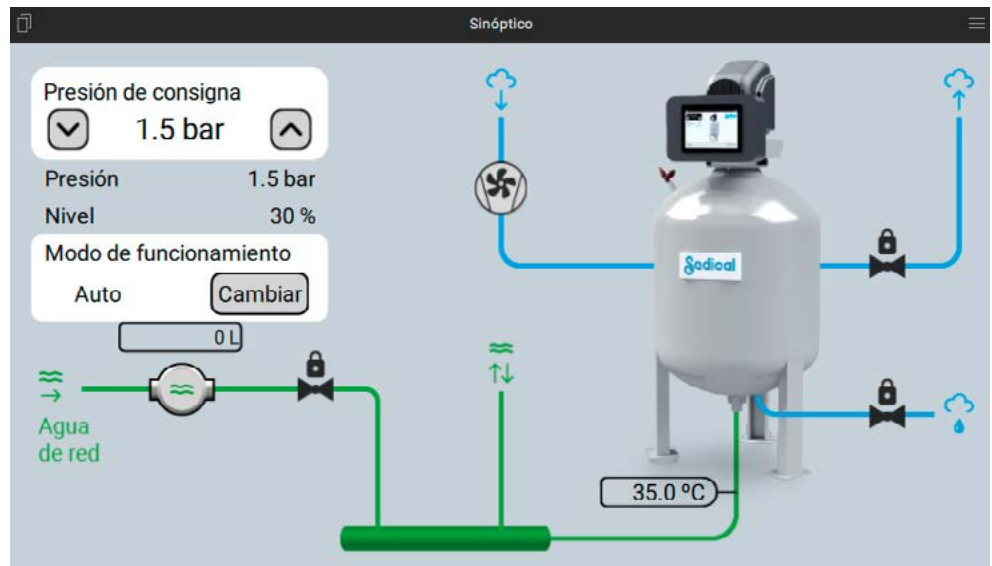 Sinóptico
Presión de consigna
1.5 bar
Presión 1.5 bar
Nivel 30 %
Modo de funcionamiento
Auto Cambiar
0 L
Agua
de red
Sedical
35.0 ºC